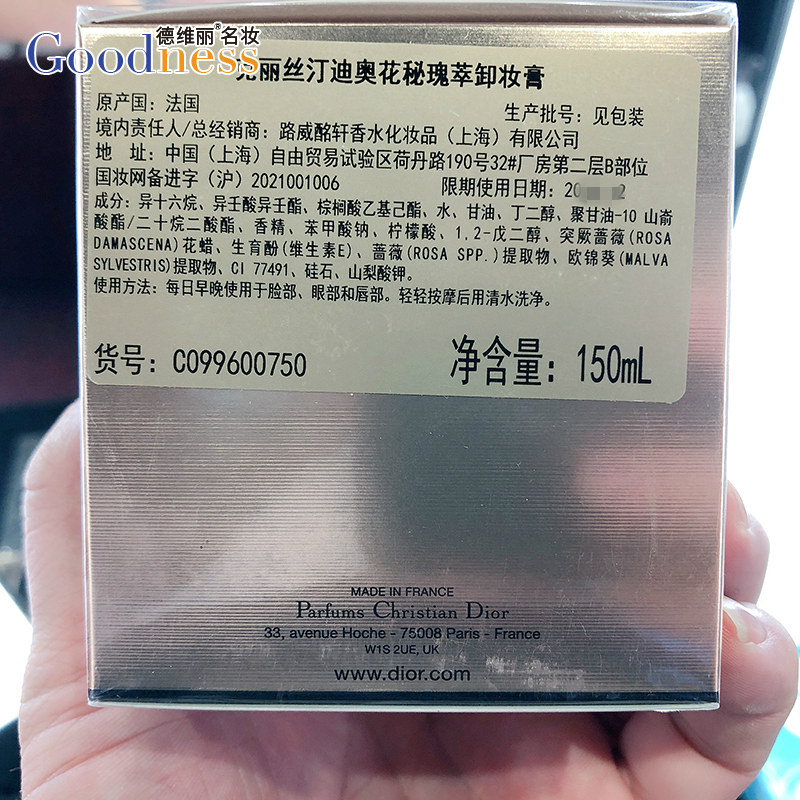 德维丽®名妆
Goodness
丽丝汀迪奥花秘瑰萃卸妆膏
原产国：法国
生产批号：见包装
境内责任人/总经销商：路威酩轩香水化妆品（上海）有限公司
地 址：中国（上海）自由贸易试验区荷丹路190号32#厂房第二层B部位
国妆网备进字（沪）2021001006
限期使用日期：20 2
成分：异十六烷、异壬酸异壬酯、棕榈酸乙基己酯、水、甘油、丁二醇、聚甘油-10 山嵛
酸酯/二十烷二酸酯、香精、苯甲酸钠、柠檬酸、1,2-戊二醇、突厥蔷薇(ROSA
DAMASCENA)花蜡、生育酚(维生素E)、蔷薇(ROSA SPP.)提取物、欧锦葵(MALVA
SYLVESTRIS)提取物、CI 77491、硅石、山梨酸钾。
使用方法：每日早晚使用于脸部、眼部和唇部。轻轻按摩后用清水洗净。
货号：C099600750
净含量：150mL
MADE IN FRANCE
Parfums Christian Dior
33, avenue Hoche - 75008 Paris - France
W1S 2UE, UK
www.dior.com